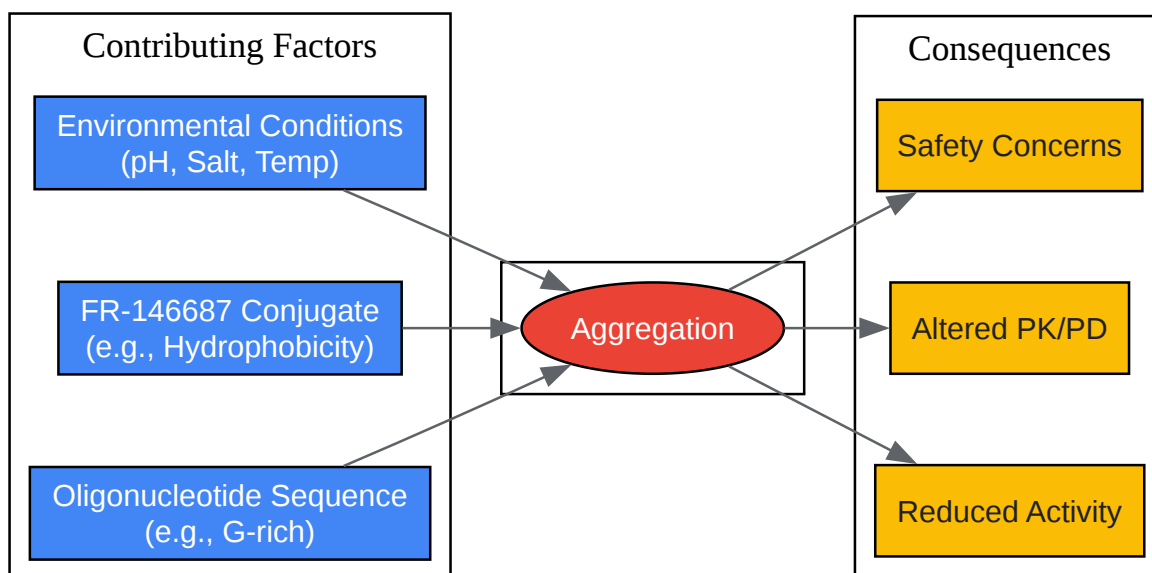 Contributing Factors
Environmental Conditions
(pH, Salt, Temp)
FR-146687 Conjugate
(e.g., Hydrophobicity)
Oligonucleotide Sequence
(e.g., G-rich)
Aggregation
Consequences
Safety Concerns
Altered PK/PD
Reduced Activity